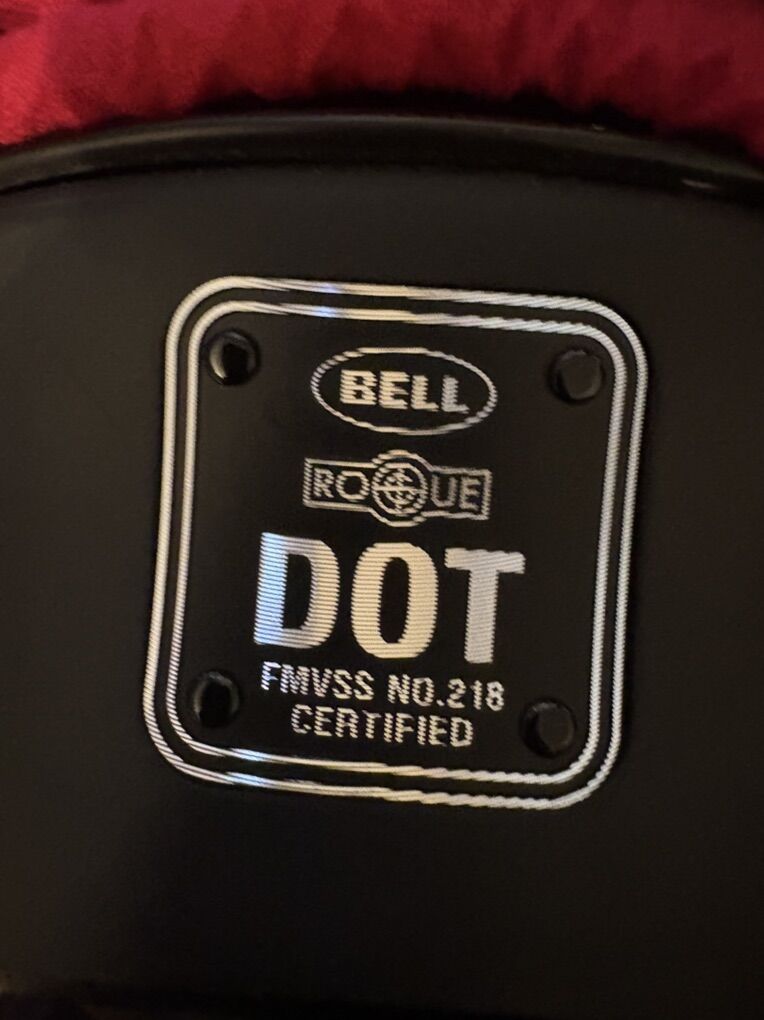 BELL
ROGUE
DOT
FMVSS NO.218
CERTIFIED